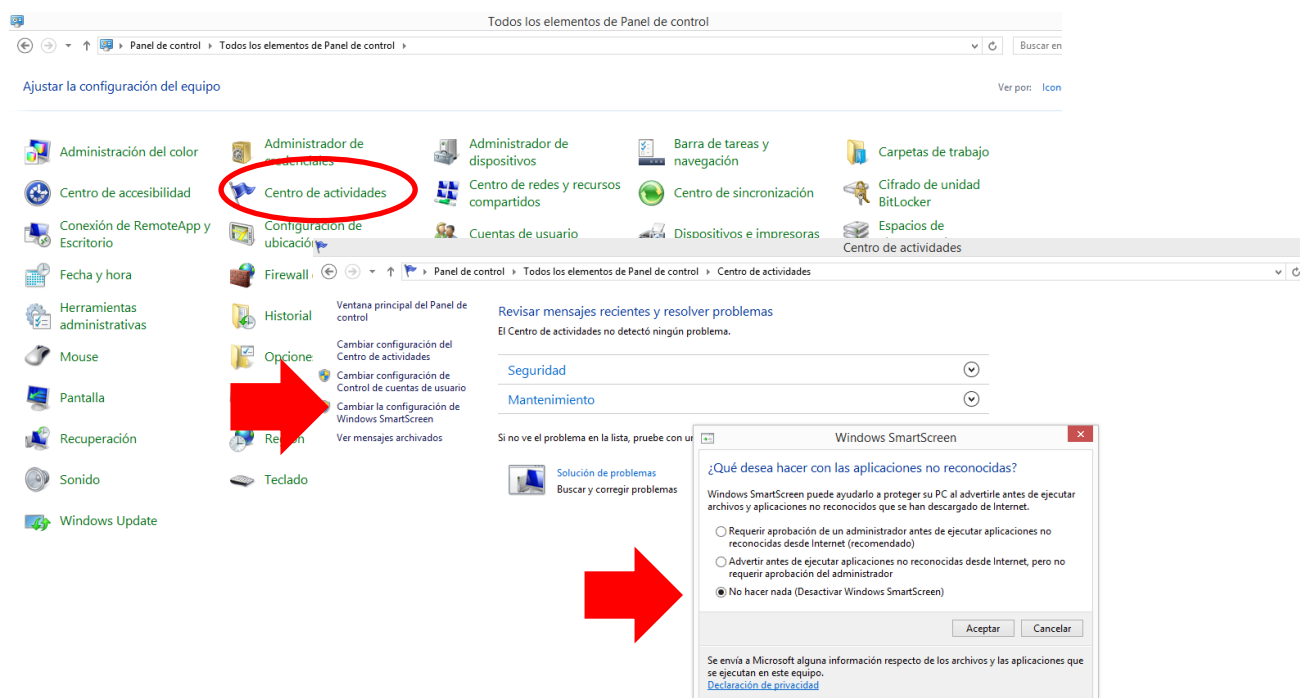 Todos los elementos de Panel de control
Panel de control
Todos los elementos de Panel de control
Buscar en
Ajustar la configuración del equipo
Ver por:
Icon
Administración del color
Administrador de
credenciales
Administrador de
dispositivos
Barra de tareas y
navegación
Carpetas de trabajo
Centro de accesibilidad
Centro de actividades
Centro de redes y recursos
compartidos
Centro de sincronización
Cifrado de unidad
BitLocker
Conexión de RemoteApp y
Escritorio
Configuración de
ubicación
Cuentas de usuario
Dispositivos e impresoras
Espacios de
Fecha y hora
Firewall
Herramientas
administrativas
Historial
Mouse
Opcione
Pantalla
Recuperación
Región
Sonido
Teclado
Windows Update
Centro de actividades
Panel de control
Todos los elementos de Panel de control
Centro de actividades
Ventana principal del Panel de
control
Cambiar configuración del
Centro de actividades
Cambiar configuración de
Control de cuentas de usuario
Cambiar la configuración de
Windows SmartScreen
Ver mensajes archivados
Revisar mensajes recientes y resolver problemas
El Centro de actividades no detectó ningún problema.
Seguridad
Mantenimiento
Si no ve el problema en la lista, pruebe con
Solución de problemas
Buscar y corregir problemas
Windows SmartScreen
¿Qué desea hacer con las aplicaciones no reconocidas?
Windows SmartScreen puede ayudarlo a proteger su PC al advertirle antes de ejecutar
archivos y aplicaciones no reconocidos que se han descargado de Internet.
Requerir aprobación de un administrador antes de ejecutar aplicaciones no
reconocidas desde Internet (recomendado)
Advertir antes de ejecutar aplicaciones no reconocidas desde Internet, pero no
requerir aprobación del administrador
No hacer nada (Desactivar Windows SmartScreen)
Aceptar
Cancelar
Se envía a Microsoft alguna información respecto de los archivos y las aplicaciones que
se ejecutan en este equipo.
Declaración de privacidad